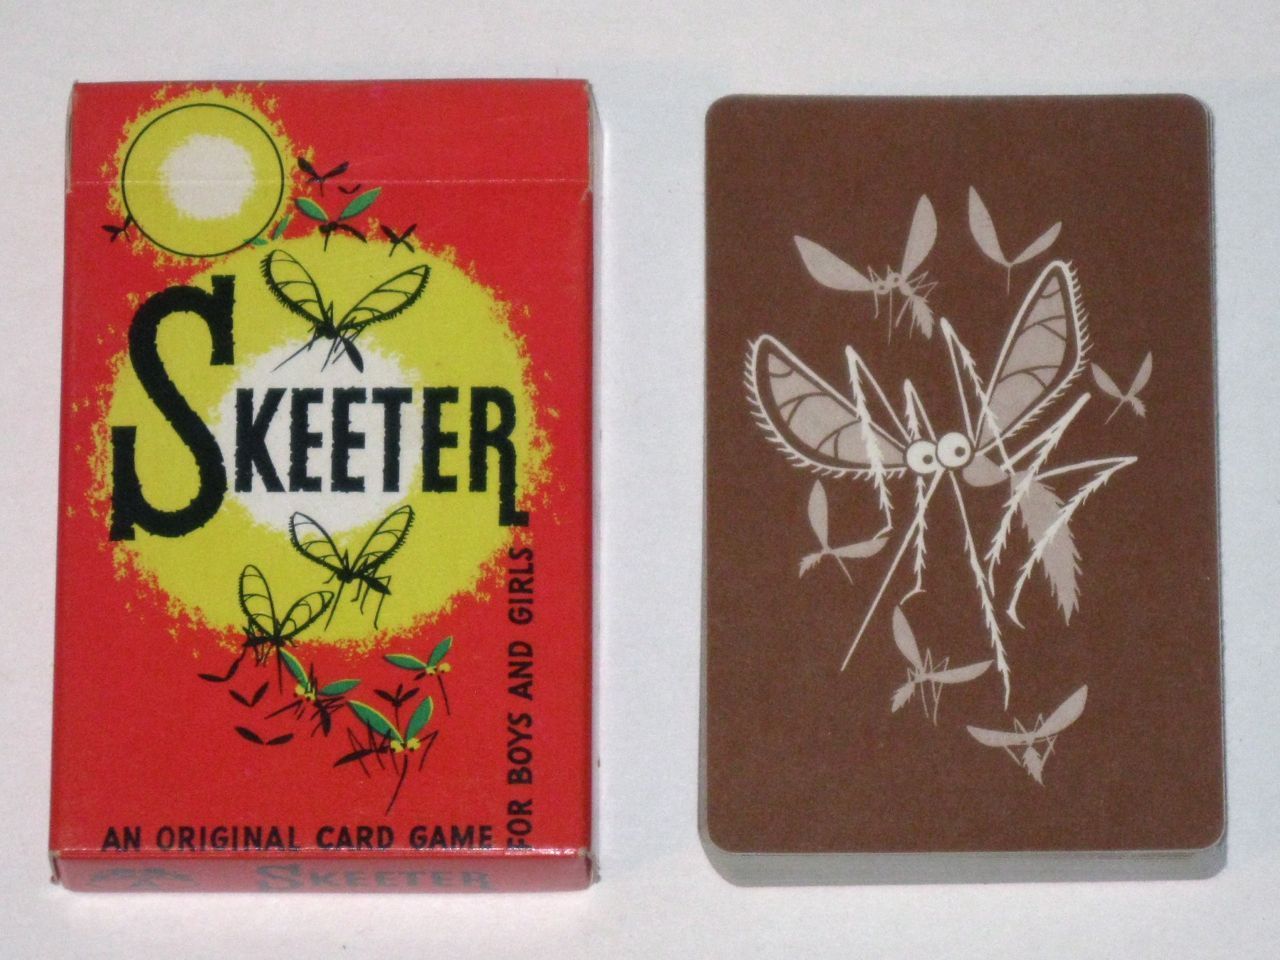 SKEETER
FOR BOYS AND GIRLS
AN ORIGINAL CARD GAME
SKEETER